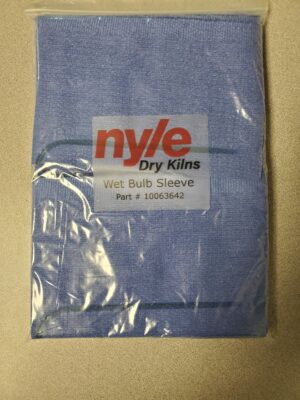 nyle
Dry Kilns
Wet Bulb Sleeve
Part # 10063642